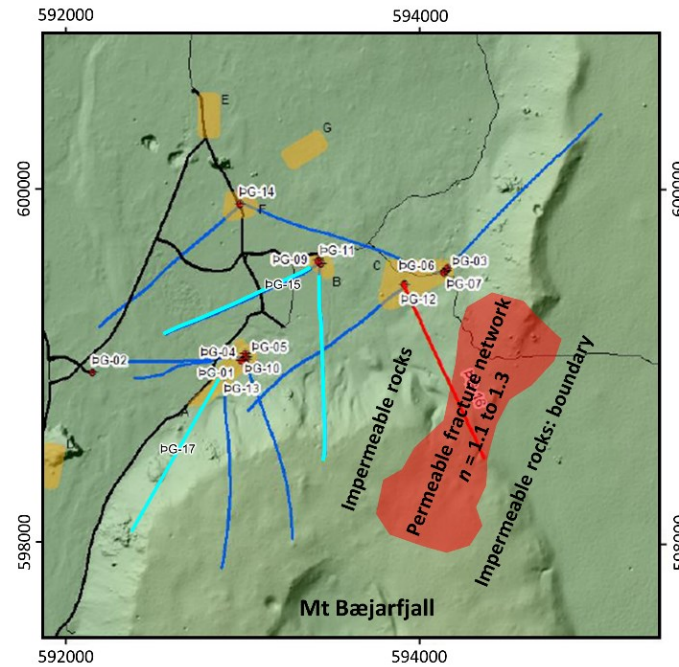 592000
594000
E
G
600000
600000
ÞG-14
F
ÞG-11
ÞG-09
ÞG-06
ÞG-03
C
B
ÞG-15
ÞG-07
ÞG-12
ÞG-05
ÞG-04
ÞG-02
ÞG-10
ÞG-01
ÞG-13
A
ÞG-17
D
Impermeable rocks
Permeable fracture network
n = 1.1 to 1.3
Impermeable rocks: boundary
598000
598000
Mt Bæjarfjall
592000
594000